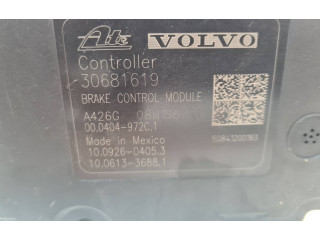 Ate VOLVO
Controller
30681619
BRAKE CONTROL MODULE
A426G
00.0404-972C.1
Made in Mexico
10.0926-0405.3
10.0613-3688.1